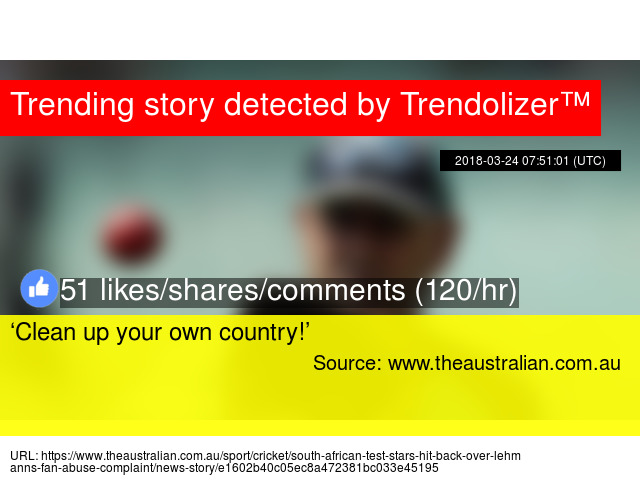 Trending story detected by Trendolizer™
2018-03-24 07:51:01 (UTC)
51 likes/shares/comments (120/hr)
‘Clean up your own country!’
Source: www.theaustralian.com.au
URL: https://www.theaustralian.com.au/sport/cricket/south-african-test-stars-hit-back-over-lehm
anns-fan-abuse-complaint/news-story/e1602b40c05ec8a472381bc033e45195